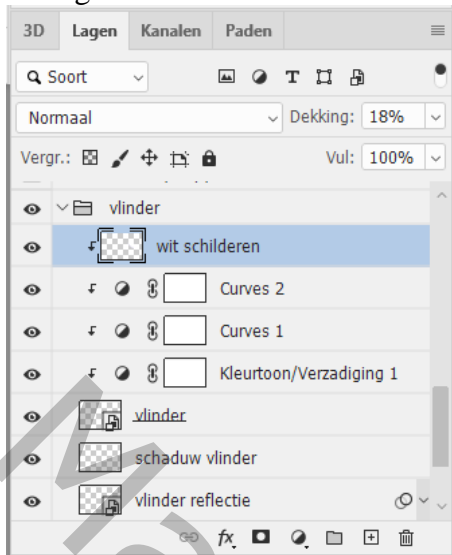 3D Lagen Kanalen Paden
Soort
Normaal Dekking: 18%
Vergr.: Vul: 100%
vlinder
wit schilderen
Curves 2
Curves 1
Kleurtoon/Verzadiging 1
vlinder
schaduw vlinder
vlinder reflectie
fx